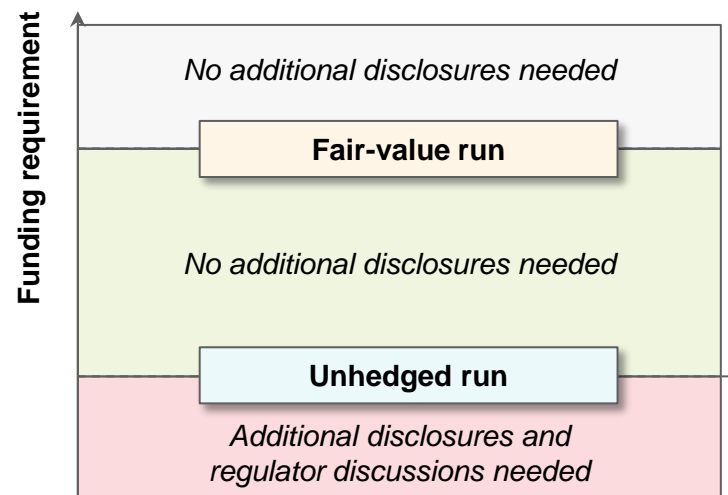 Funding requirement
No additional disclosures needed
Fair-value run
No additional disclosures needed
Unhedged run
Additional disclosures and
regulator discussions needed